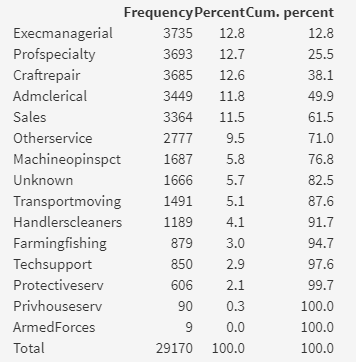 Frequency Percent Cum. percent
Execmanagerial 3735 12.8 12.8
Profspecialty 3693 12.7 25.5
Craftrepair 3685 12.6 38.1
Admclerical 3449 11.8 49.9
Sales 3364 11.5 61.5
Otherservice 2777 9.5 71.0
Machineopinspct 1687 5.8 76.8
Unknown 1666 5.7 82.5
Transportmoving 1491 5.1 87.6
Handlerscleaners 1189 4.1 91.7
Farmingfishing 879 3.0 94.7
Techsupport 850 2.9 97.6
Protectiveserv 606 2.1 99.7
Privhouseserv 90 0.3 100.0
ArmedForces 9 0.0 100.0
Total 29170 100.0 100.0